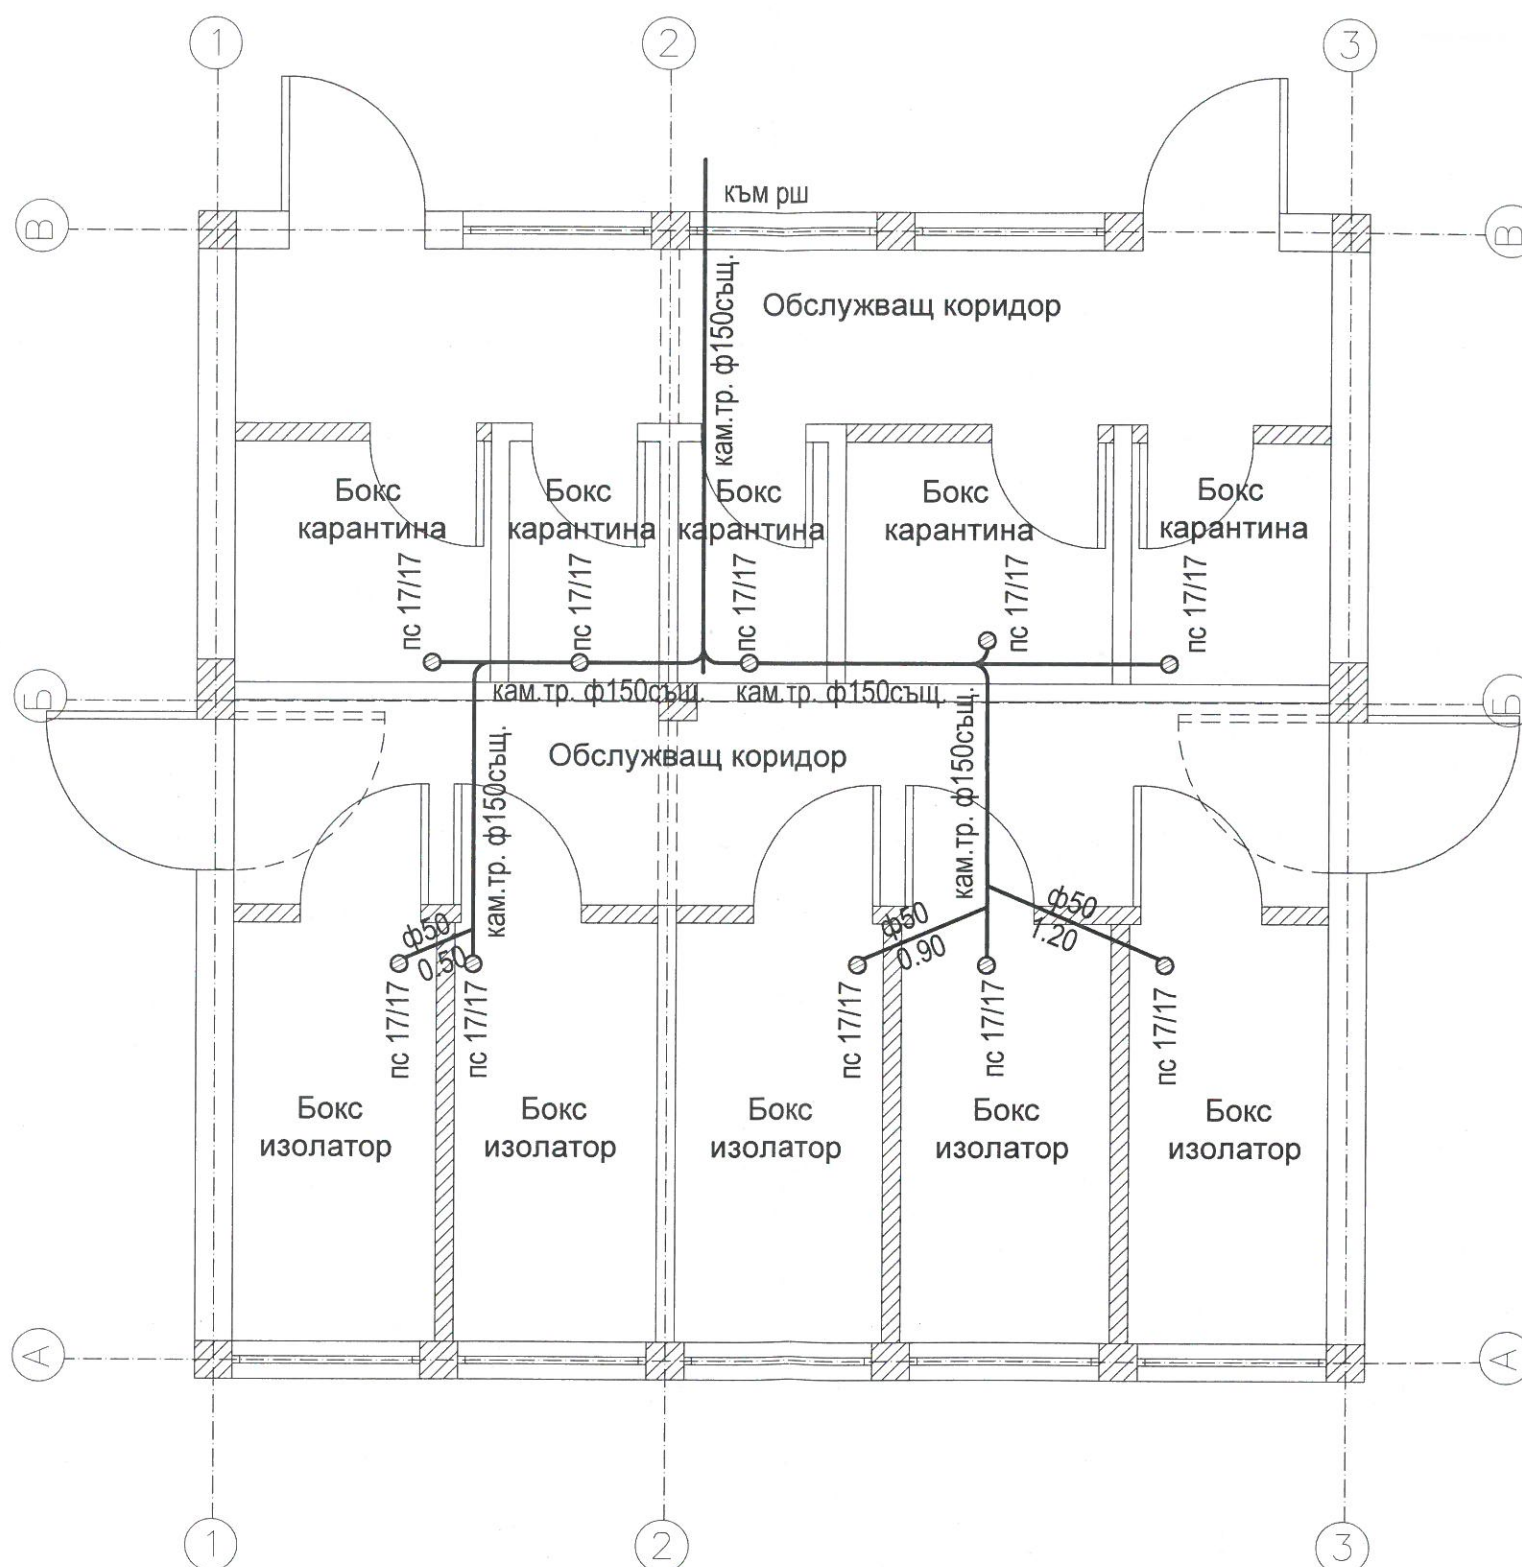 1
2
3
В
към рш
В
кам.тр. ф150същ.
Обслужващ коридор
Бокс
карантина
Бокс
карантина
Бокс
карантина
Бокс
карантина
Бокс
карантина
пс 17/17
пс 17/17
пс 17/17
пс 17/17
пс 17/17
Б
кам.тр. ф150същ.
кам.тр. ф150същ.
Б
Обслужващ коридор
кам.тр. ф150същ.
кам.тр. ф150същ.
ф50
0.50
ф50
0.90
ф50
1.20
пс 17/17
пс 17/17
пс 17/17
пс 17/17
пс 17/17
Бокс
изолатор
Бокс
изолатор
Бокс
изолатор
Бокс
изолатор
Бокс
изолатор
А
А
1
2
3